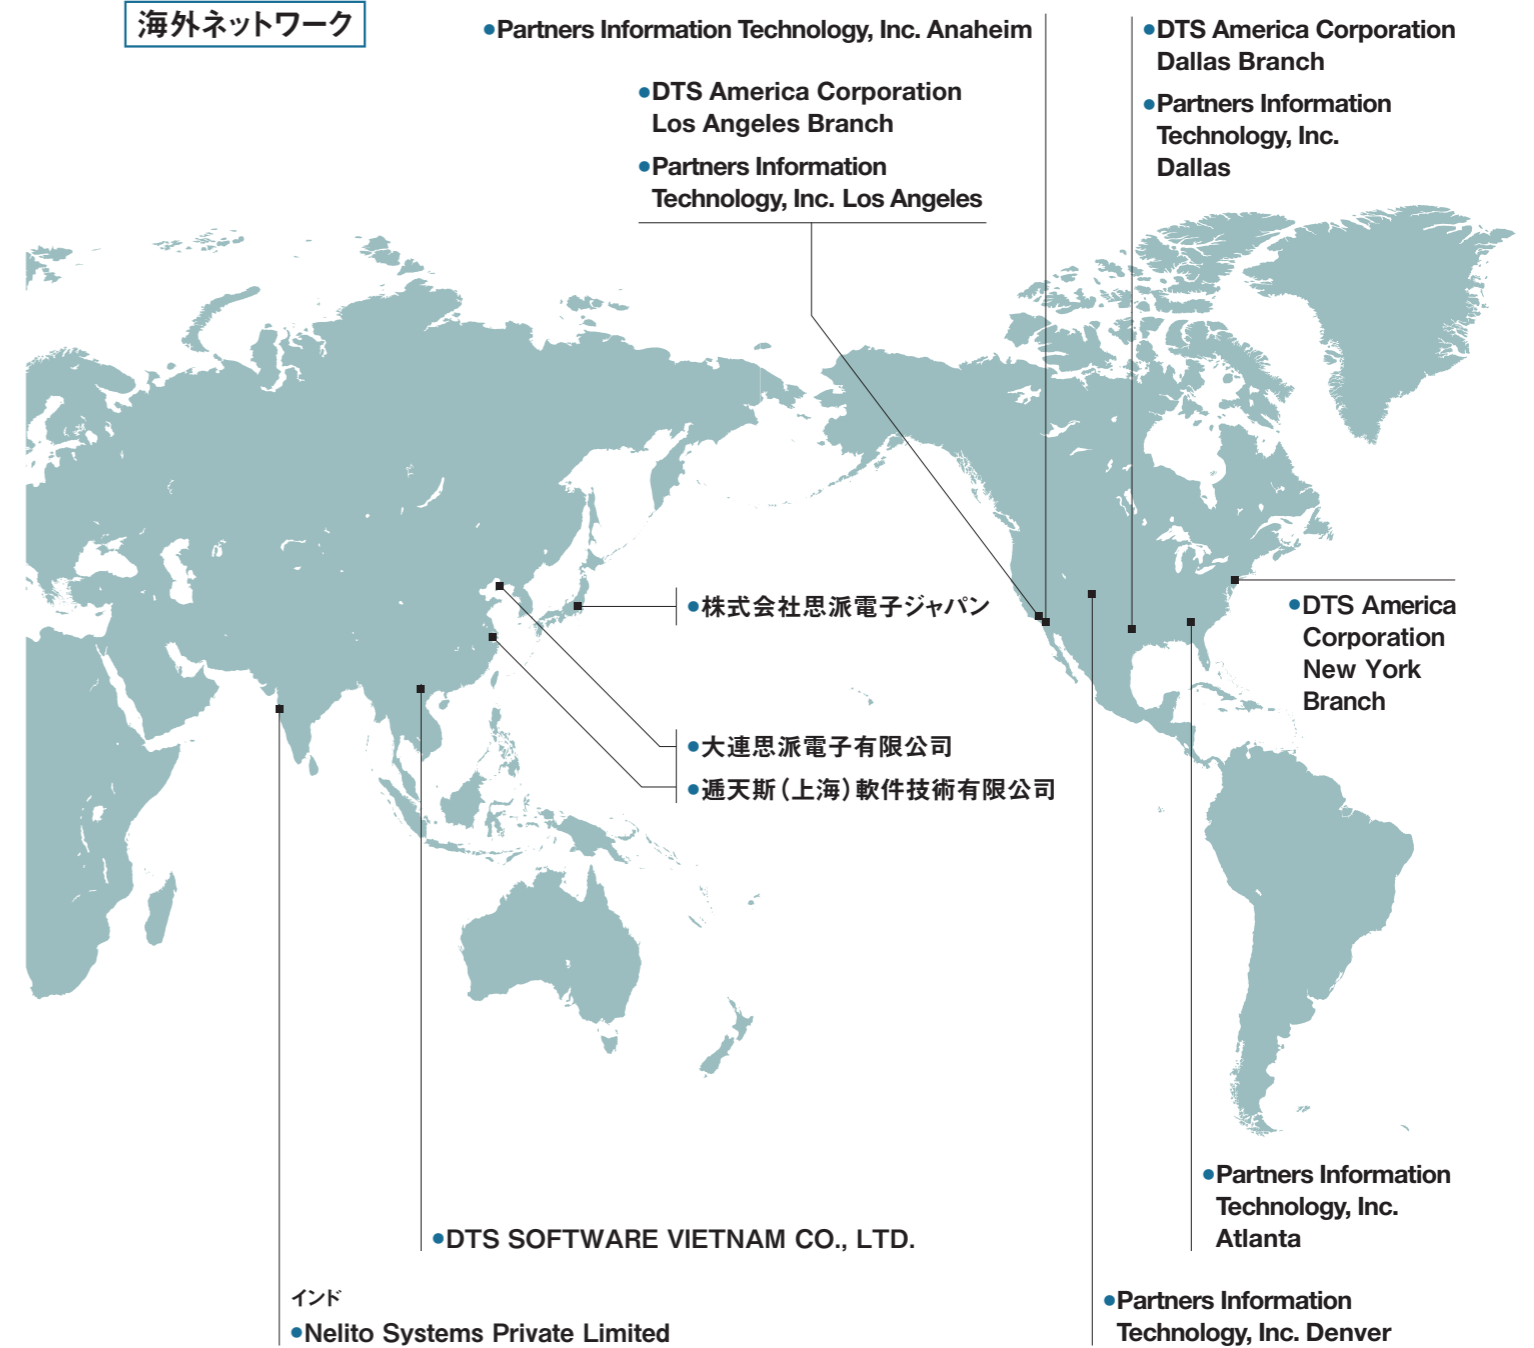 海外ネットワーク
●Partners Information Technology, Inc. Anaheim
●DTS America Corporation
Los Angeles Branch
●Partners Information
Technology, Inc. Los Angeles
●DTS America Corporation
Dallas Branch
●Partners Information
Technology, Inc.
Dallas
●株式会社思派電子ジャパン
●DTS America
Corporation
New York
Branch
●大連思派電子有限公司
●逓天斯（上海）軟件技術有限公司
●Partners Information
Technology, Inc.
Atlanta
●DTS SOFTWARE VIETNAM CO., LTD.
インド
●Nelito Systems Private Limited
●Partners Information
Technology, Inc. Denver